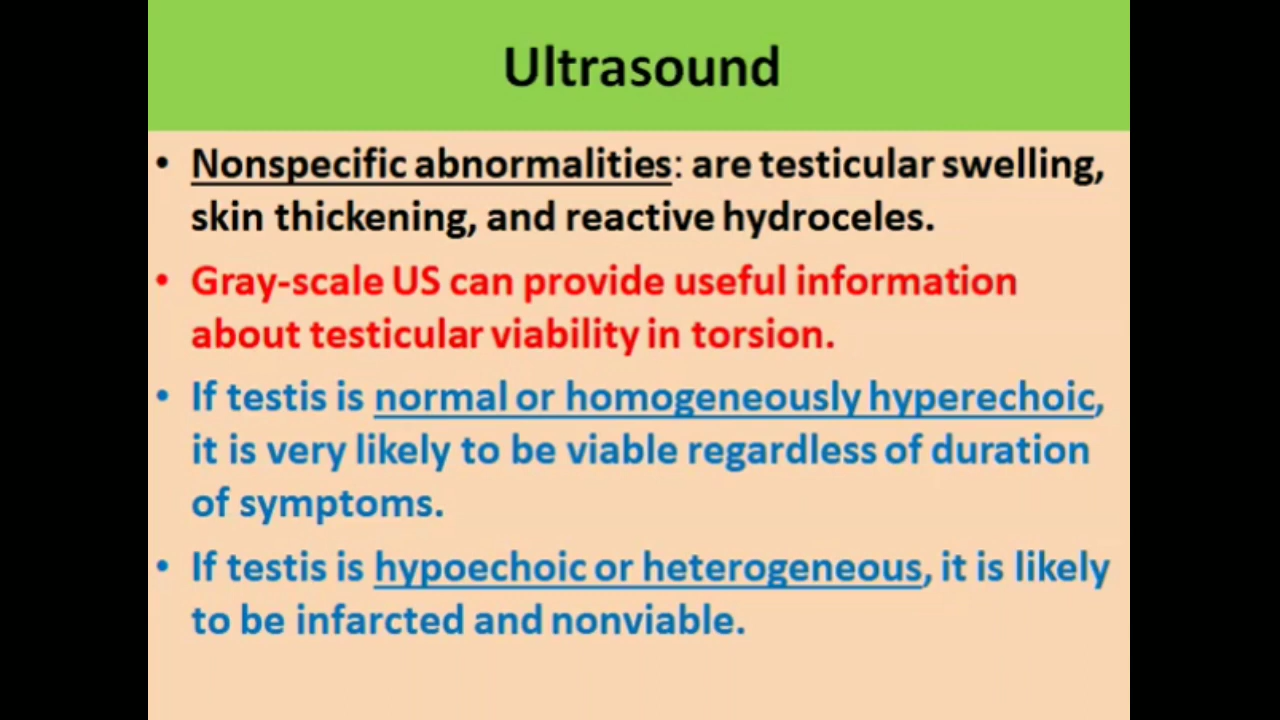 Ultrasound
• Nonspecific abnormalities: are testicular swelling,
skin thickening, and reactive hydroceles.
• Gray-scale US can provide useful information
about testicular viability in torsion.
• If testis is normal or homogeneously hyperechoic,
it is very likely to be viable regardless of duration
of symptoms.
• If testis is hypoechoic or heterogeneous, it is likely
to be infarcted and nonviable.